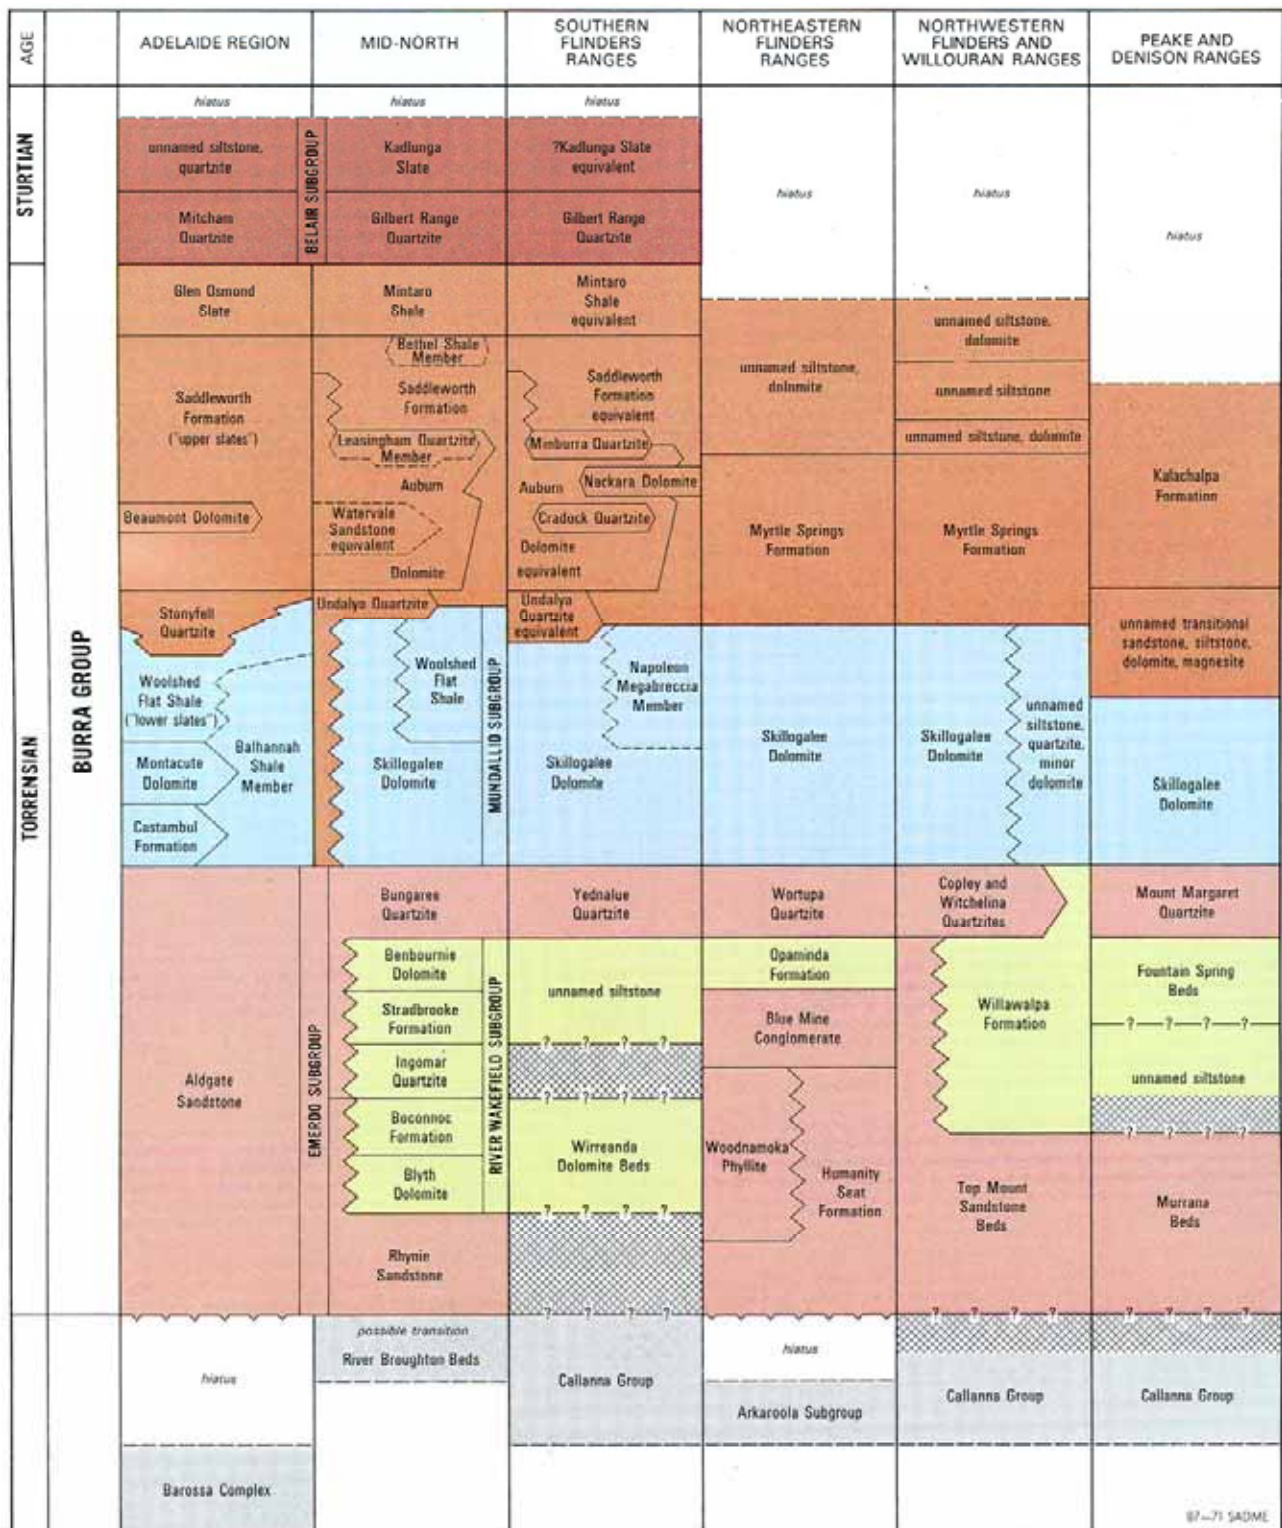 AGE
ADELAIDE REGION
MID-NORTH
SOUTHERN
FLINDERS
RANGES
NORTHEASTERN
FLINDERS
RANGES
NORTHWESTERN
FLINDERS AND
WILLOURAN RANGES
PEAKE AND
DENISON RANGES
STURTIAN
TORRENSIAN
BURRA GROUP
hiatus
unnamed siltstone,
quartzite
Mitcham
Quartzite
Glen Osmond
Slate
Saddleworth
Formation
("upper slates")
Beaumont Dolomite
Stonyfell
Quartzite
Woolshed
Flat Shale
("lower slates")
Montacute
Dolomite
Balhannah
Shale
Member
Castambul
Formation
Aldgate
Sandstone
hiatus
Barossa Complex
BELAIR SUBGROUP
EMEROO SUBGROUP
hiatus
Kadlunga
Slate
Gilbert Range
Quartzite
Mintaro
Shale
Bethel Shale
Member
Saddleworth
Formation
Leasingham Quartzite
Member
Auburn
Watervale
Sandstone
equivalent
Dolomite
Undalya Quartzite
Woolshed
Flat
Shale
Skillogalee
Dolomite
MUNDALLIO SUBGROUP
Bungaree
Quartzite
Benbournie
Dolomite
Stradbrooke
Formation
Ingomar
Quartzite
Boconnoc
Formation
Blyth
Dolomite
RIVER WAKEFIELD SUBGROUP
Rhynie
Sandstone
possible transition
River Broughton Beds
hiatus
?Kadlunga Slate
equivalent
Gilbert Range
Quartzite
Mintaro
Shale
equivalent
Saddleworth
Formation
equivalent
Minburra Quartzite
Auburn
Nackara Dolomite
Cradock Quartzite
Dolomite
equivalent
Undalya
Quartzite
equivalent
Napoleon
Megabreccia
Member
Skillogalee
Dolomite
Yednalue
Quartzite
unnamed siltstone
? ? ? ?
? ? ? ?
Wirreanda
Dolomite Beds
? ? ? ?
? ? ? ?
Callanna Group
hiatus
unnamed siltstone,
dolomite
Myrtle Springs
Formation
Skillogalee
Dolomite
Wortupa
Quartzite
Opaminda
Formation
Blue Mine
Conglomerate
Woodnamoka
Phyllite
Humanity
Seat
Formation
hiatus
Arkaroola Subgroup
hiatus
unnamed siltstone,
dolomite
unnamed siltstone
unnamed siltstone, dolomite
Myrtle Springs
Formation
Skillogalee
Dolomite
unnamed
siltstone,
quartzite,
minor
dolomite
Copley and
Witchelina
Quartzites
Willawalpa
Formation
Top Mount
Sandstone
Beds
? ? ? ?
Callanna Group
hiatus
Kalachalpa
Formation
unnamed transitional
sandstone, siltstone,
dolomite, magnesite
Skillogalee
Dolomite
Mount Margaret
Quartzite
Fountain Spring
Beds
? ? ? ?
unnamed siltstone
? ? ? ?
Murrana
Beds
? ? ? ?
Callanna Group
87-71 SADME